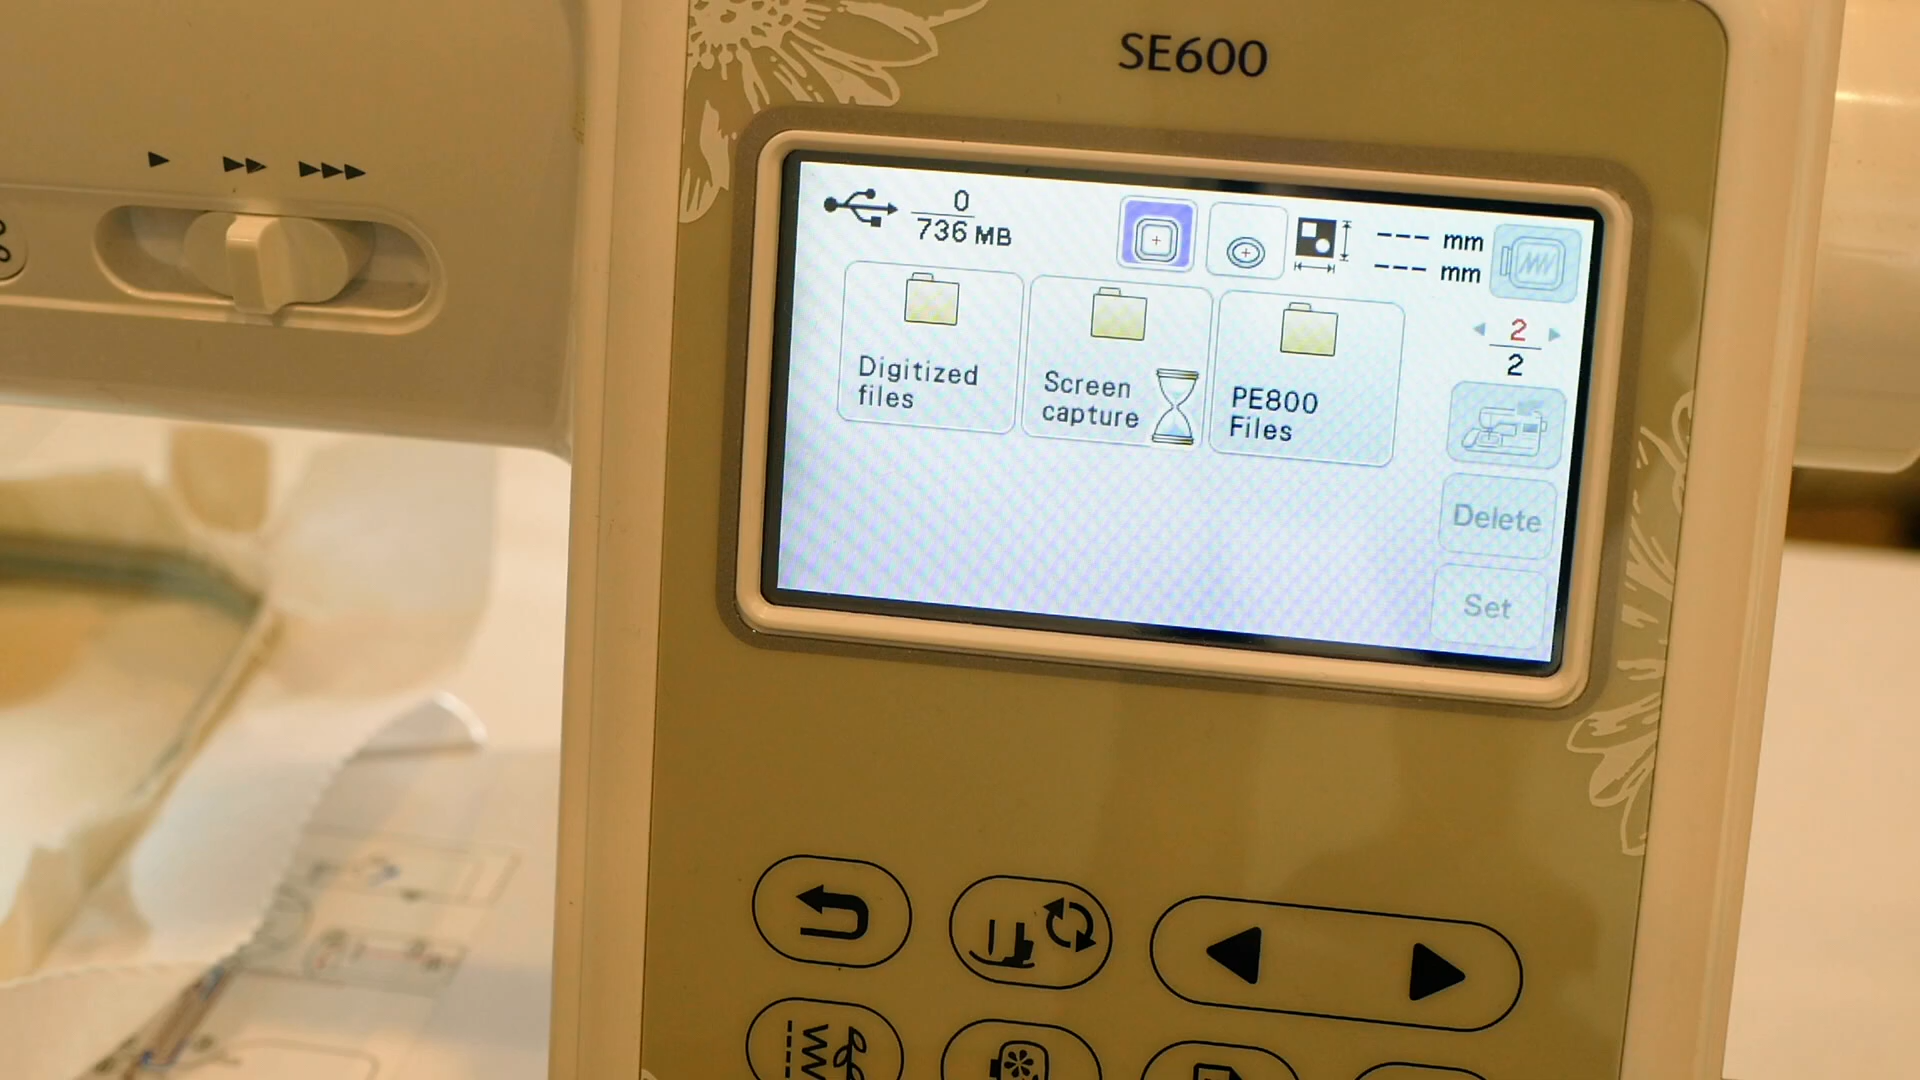 SE600
0
736 MB
--- mm
--- mm
2
2
Digitized
files
Screen
capture
PE800
Files
Delete
Set